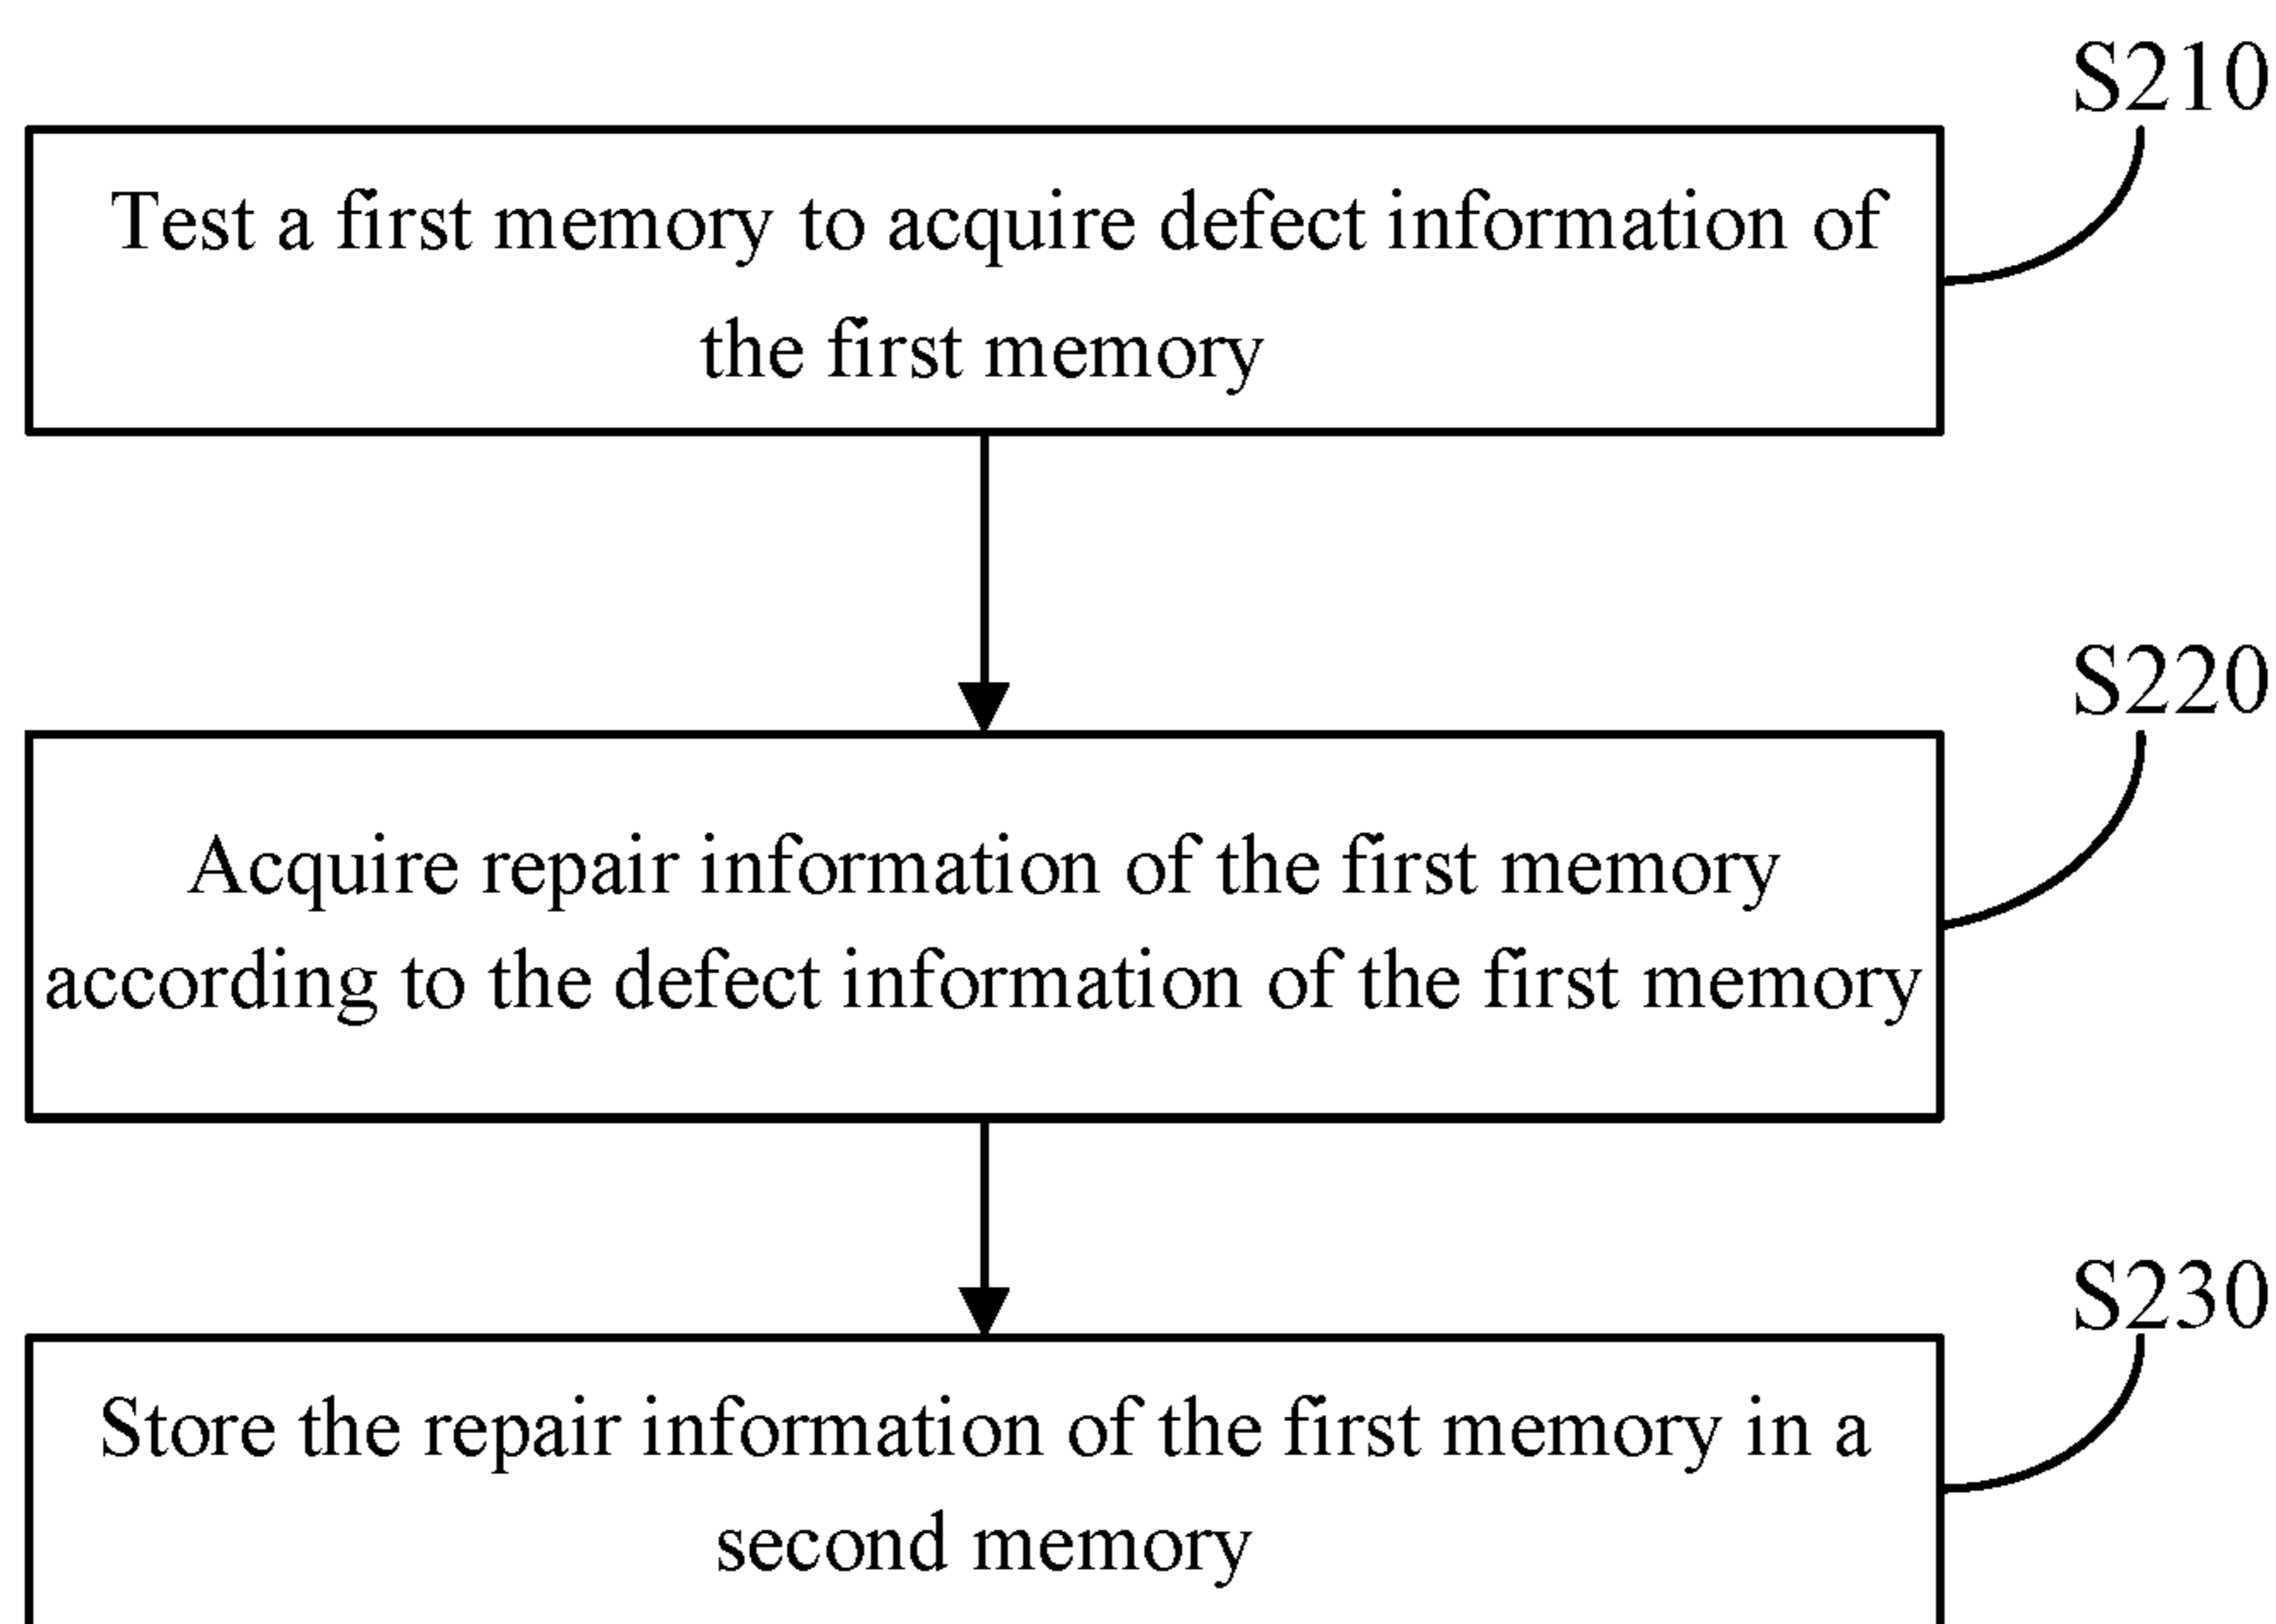 S210
Test a first memory to acquire defect information of
the first memory
S220
Acquire repair information of the first memory
according to the defect information of the first memory
S230
Store the repair information of the first memory in a
second memory